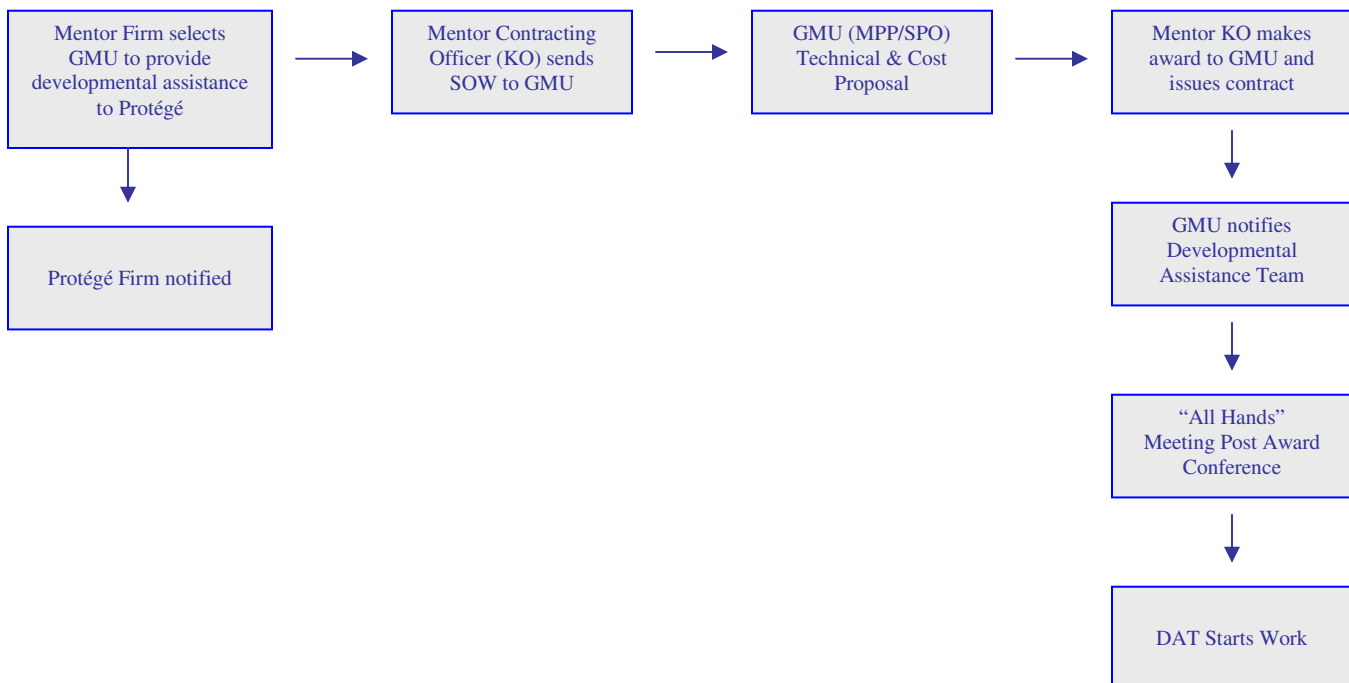 Mentor Firm selects
GMU to provide
developmental assistance
to Protégé
Mentor Contracting
Officer (KO) sends
SOW to GMU
GMU (MPP/SPO)
Technical & Cost
Proposal
Mentor KO makes
award to GMU and
issues contract
Protégé Firm notified
GMU notifies
Developmental
Assistance Team
“All Hands”
Meeting Post Award
Conference
DAT Starts Work